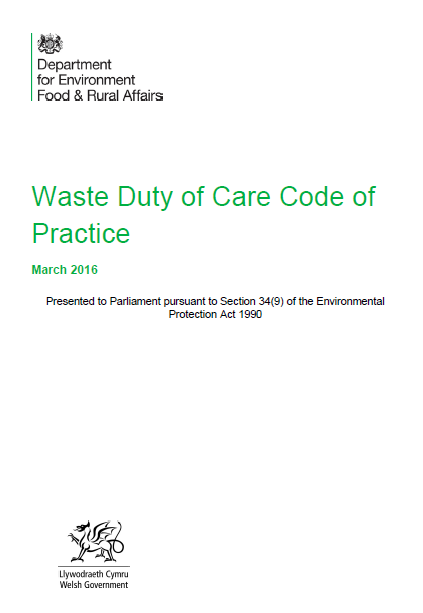 Department
for Environment
Food & Rural Affairs
Waste Duty of Care Code of
Practice
March 2016
Presented to Parliament pursuant to Section 34(9) of the Environmental
Protection Act 1990
Llywodraeth Cymru
Welsh Government